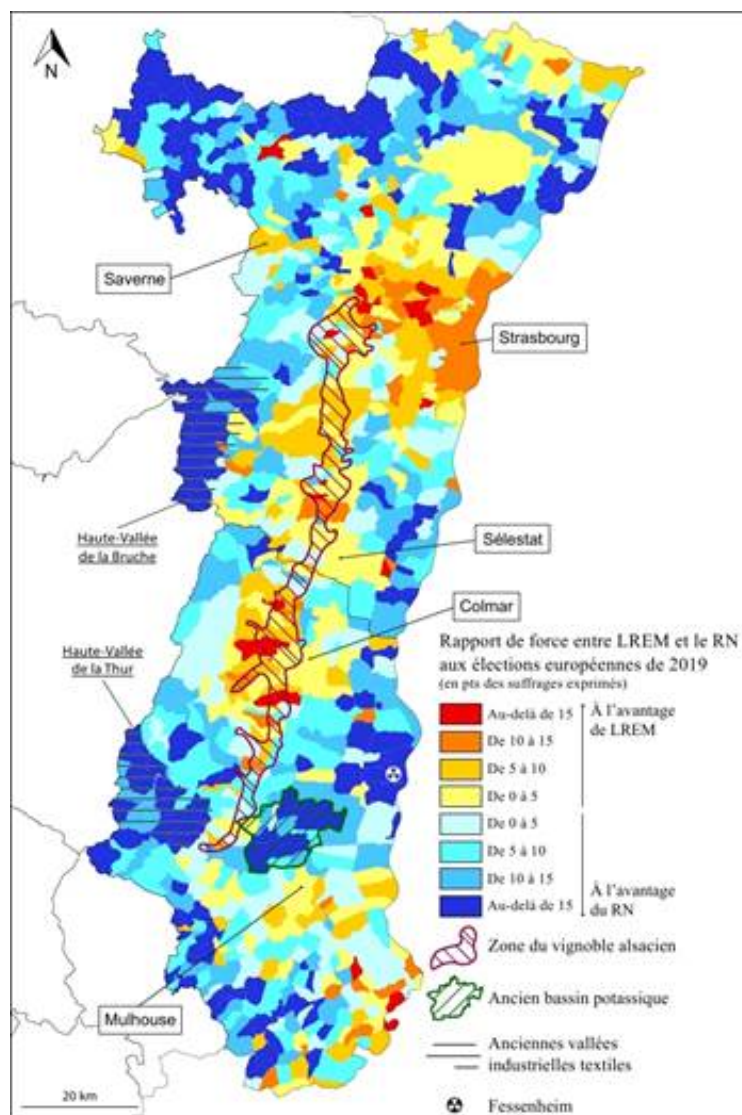 N
Saverne
Strasbourg
Haute-Vallée
de la Bruche
Sélestat
Colmar
Haute-Vallée
de la Thur
Mulhouse
20 km
Rapport de force entre LREM et le RN
aux élections européennes de 2019
(en pts des suffrages exprimés)
Au-delà de 15
De 10 à 15
De 5 à 10
De 0 à 5
À l'avantage
de LREM
De 0 à 5
De 5 à 10
De 10 à 15
Au-delà de 15
À l'avantage
du RN
Zone du vignoble alsacien
Ancien bassin potassique
Anciennes vallées
industrielles textiles
Fessenheim